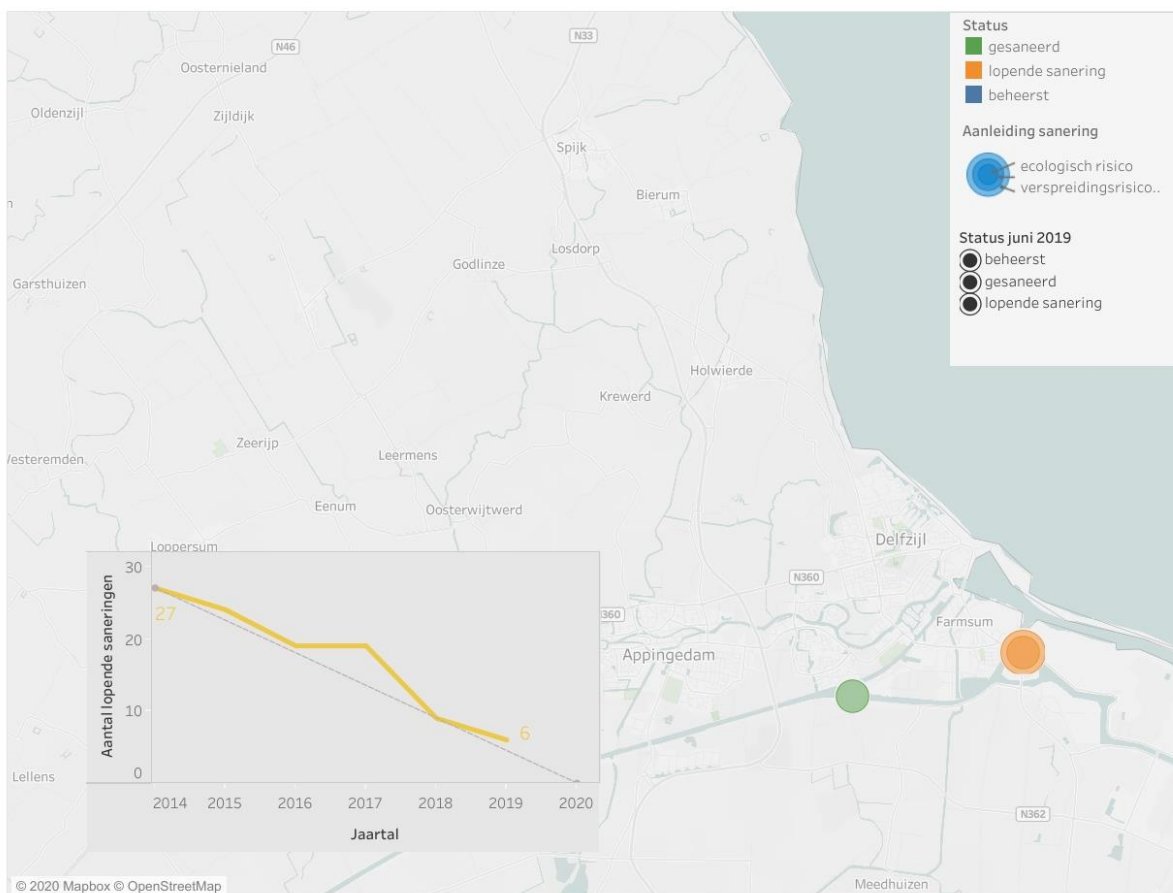 N33
N46
Oosternieland
Oldenzijl
Zijldijk
Spijk
Bierum
Losdorp
Godlinze
Garsthuizen
Holwierde
Krewerd
Zeerijp
Leermens
Westeremden
Eenum
Oosterwijtwerd
Loppersum
Delfzijl
N360
360
Farmsum
Appingedam
Lellens
N362
Meedhuizen
Status
gesaneerd
lopende sanering
beheerst
Aanleiding sanering
ecologisch risico
verspreidingsrisico..
Status juni 2019
beheerst
gesaneerd
lopende sanering
Aantal lopende saneringen
30
20
10
0
27
6
2014 2015 2016 2017 2018 2019 2020
Jaartal
© 2020 Mapbox © OpenStreetMap